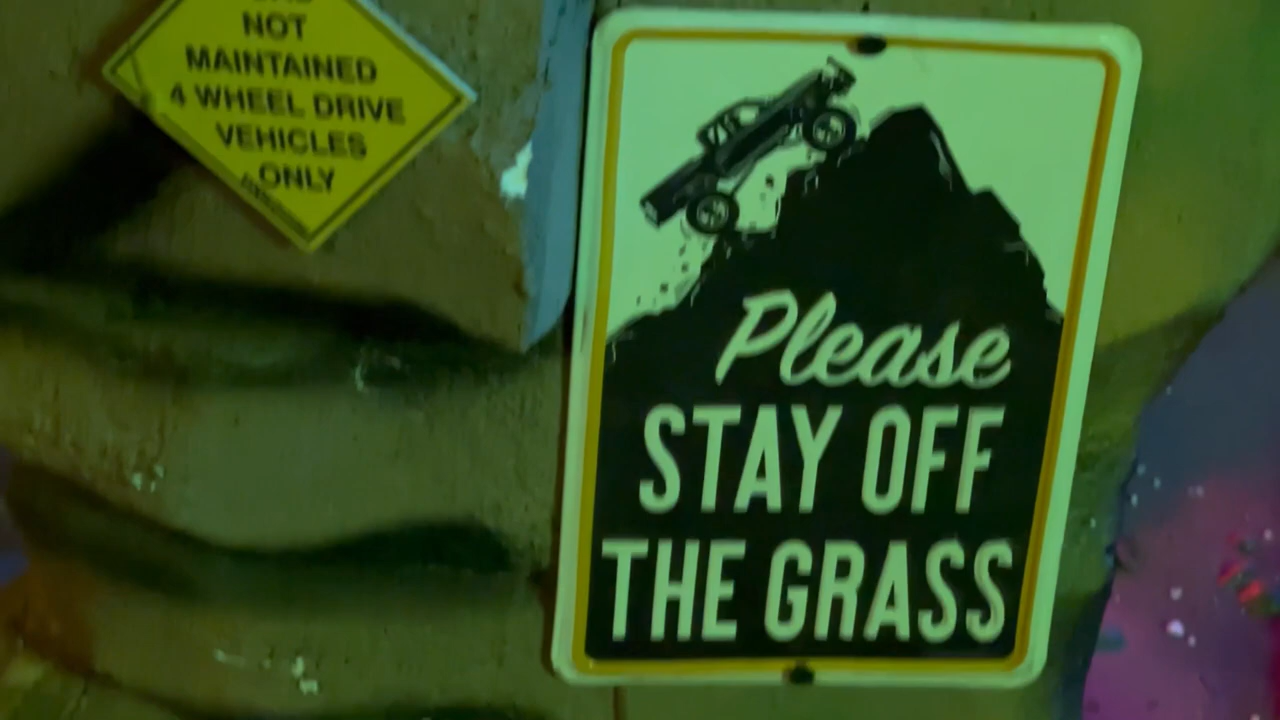 NOT
MAINTAINED
4 WHEEL DRIVE
VEHICLES
ONLY
Please
STAY OFF
THE GRASS